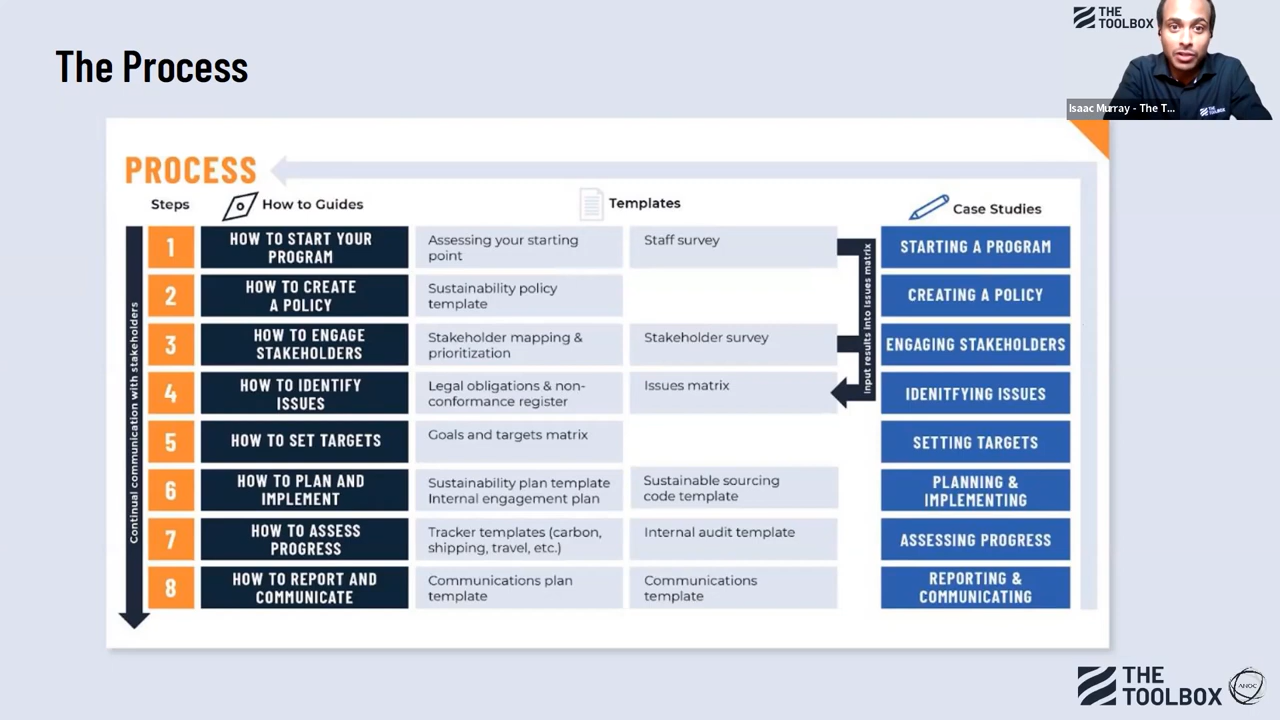 The Process
THE
TOOLBOX
Isaac Murray - The T...
THE
TOOLBOX
PROCESS
Steps
How to Guides
Templates
Case Studies
Continual communication with stakeholders
1
HOW TO START YOUR
PROGRAM
Assessing your starting
point
Staff survey
STARTING A PROGRAM
2
HOW TO CREATE
A POLICY
Sustainability policy
template
CREATING A POLICY
3
HOW TO ENGAGE
STAKEHOLDERS
Stakeholder mapping &
prioritization
Stakeholder survey
ENGAGING STAKEHOLDERS
4
HOW TO IDENTIFY
ISSUES
Legal obligations & non-
conformance register
Issues matrix
Input results into Issues matrix
IDENITFYING ISSUES
5
HOW TO SET TARGETS
Goals and targets matrix
SETTING TARGETS
6
HOW TO PLAN AND
IMPLEMENT
Sustainability plan template
Internal engagement plan
Sustainable sourcing
code template
PLANNING &
IMPLEMENTING
7
HOW TO ASSESS
PROGRESS
Tracker templates (carbon,
shipping, travel, etc.)
Internal audit template
ASSESSING PROGRESS
8
HOW TO REPORT AND
COMMUNICATE
Communications plan
template
Communications
template
REPORTING &
COMMUNICATING
THE
TOOLBOX
ANOC